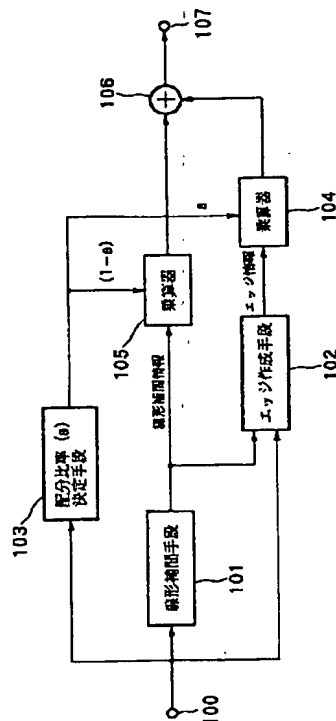 103
配分比率 (a)
決定手段
(1-a)
a
105
乗算器
106
107
100
線形補間手段
101
線形補間情報
エッジ作成手段
102
エッジ情報
乗算器
104